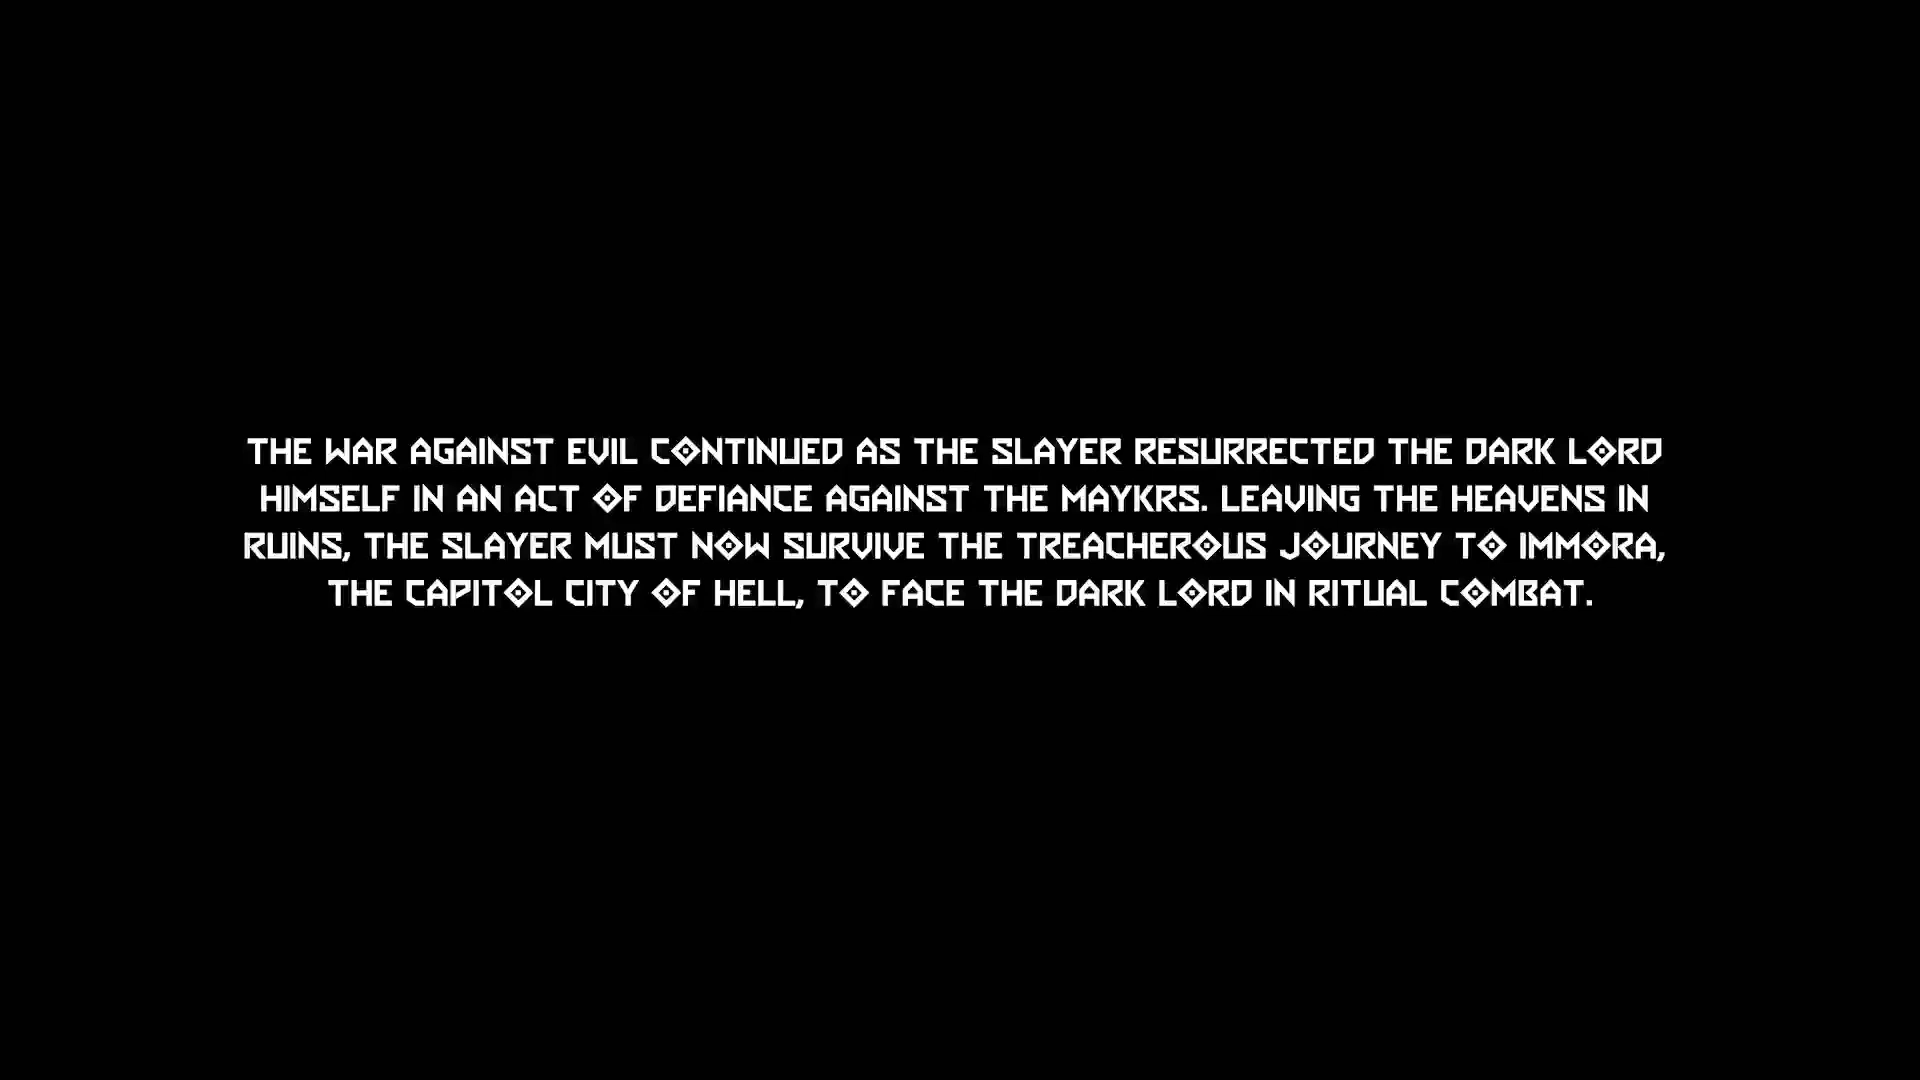 THE WAR AGAINST EVIL CONTINUED AS THE SLAYER RESURRECTED THE DARK LORD
HIMSELF IN AN ACT OF DEFIANCE AGAINST THE MAYKRS. LEAVING THE HEAVENS IN
RUINS, THE SLAYER MUST NOW SURVIVE THE TREACHEROUS JOURNEY TO IMMORA,
THE CAPITOL CITY OF HELL, TO FACE THE DARK LORD IN RITUAL COMBAT.